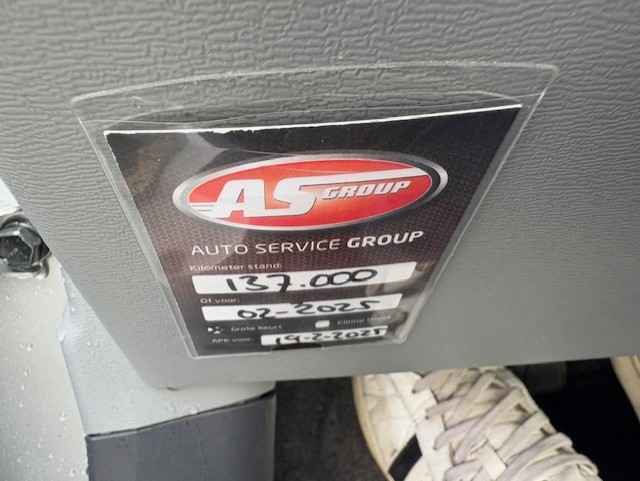 AS GROUP
AUTO SERVICE GROUP
Kilometer stand:
137.000
Of voor:
02-2025
Grote beurt Kleine beurt
APK voor: 19-2-2025